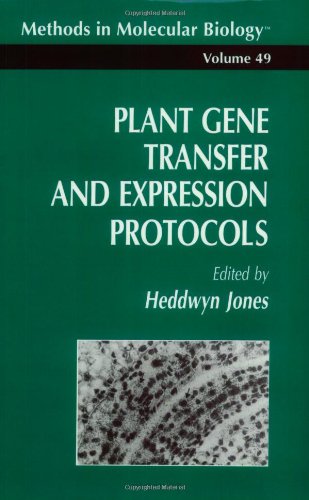 Methods in Molecular Biology™
Volume 49
PLANT GENE
TRANSFER
AND EXPRESSION
PROTOCOLS
Edited by
Heddwyn Jones